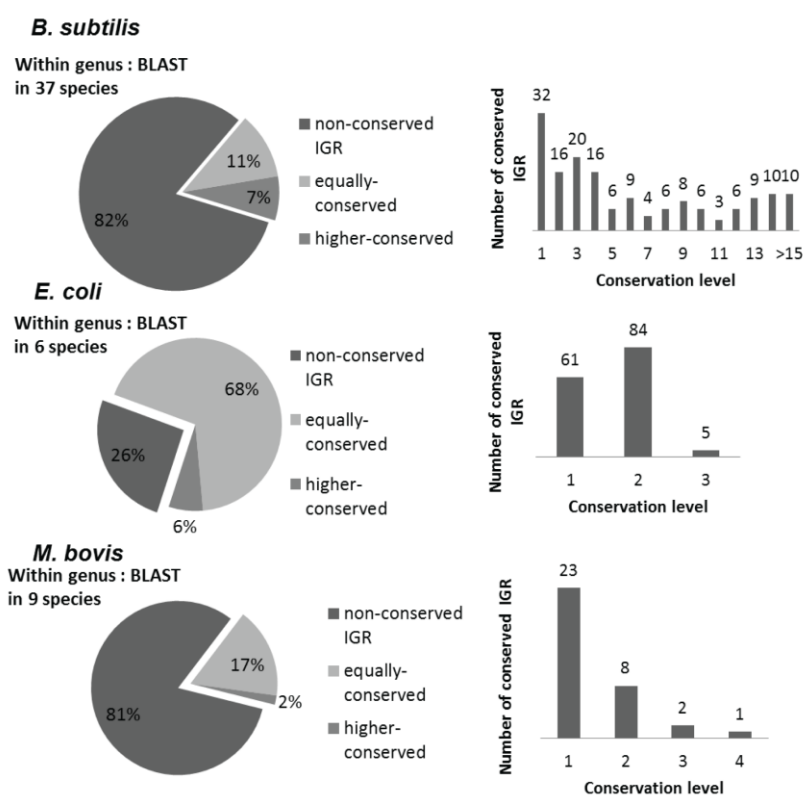 B. subtilis
Within genus : BLAST
in 37 species
82%
11%
7%
non-conserved
IGR
equally-
conserved
higher-conserved
Number of conserved
IGR
32
16
20
16
6
9
4
6
8
6
3
6
9
10
10
1 3 5 7 9 11 13 >15
Conservation level
E. coli
Within genus : BLAST
in 6 species
68%
26%
6%
non-conserved
IGR
equally-
conserved
higher-
conserved
Number of conserved
IGR
61
84
5
1 2 3
Conservation level
M. bovis
Within genus : BLAST
in 9 species
81%
17%
2%
non-conserved
IGR
equally-
conserved
higher-
conserved
Number of conserved IGR
23
8
2
1
1 2 3 4
Conservation level